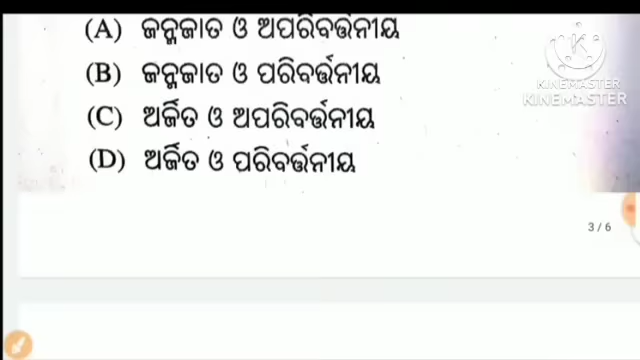 (A) ଜନ୍ମଜାତ ଓ ଅପରିବର୍ତ୍ତନୀୟ
(B) ଜନ୍ମଜାତ ଓ ପରିବର୍ତ୍ତନୀୟ
(C) ଅର୍ଜିତ ଓ ଅପରିବର୍ତ୍ତନୀୟ
(D) ଅର୍ଜିତ ଓ ପରିବର୍ତ୍ତନୀୟ
KINEMASTER
KINEMASTER
3 / 6